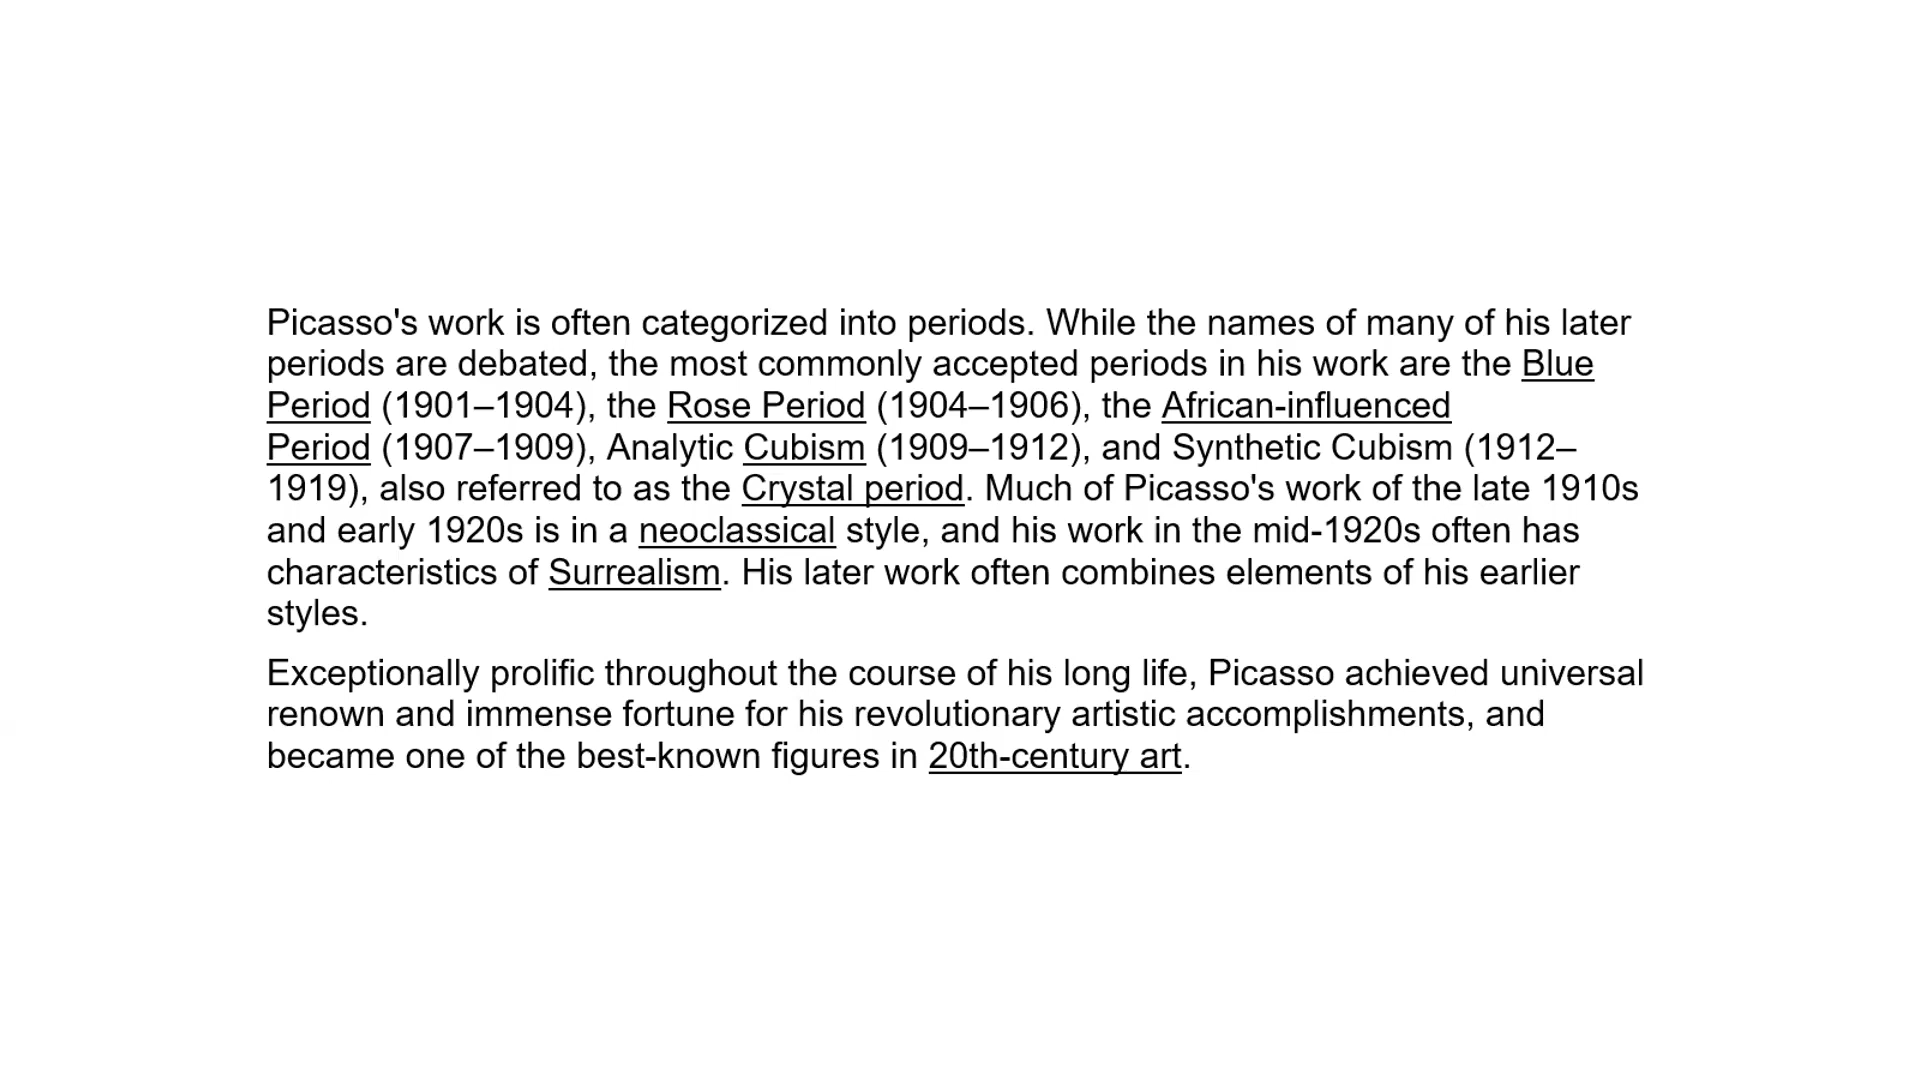 Picasso's work is often categorized into periods. While the names of many of his later
periods are debated, the most commonly accepted periods in his work are the Blue
Period (1901–1904), the Rose Period (1904–1906), the African-influenced
Period (1907–1909), Analytic Cubism (1909–1912), and Synthetic Cubism (1912–
1919), also referred to as the Crystal period. Much of Picasso's work of the late 1910s
and early 1920s is in a neoclassical style, and his work in the mid-1920s often has
characteristics of Surrealism. His later work often combines elements of his earlier
styles.
Exceptionally prolific throughout the course of his long life, Picasso achieved universal
renown and immense fortune for his revolutionary artistic accomplishments, and
became one of the best-known figures in 20th-century art.